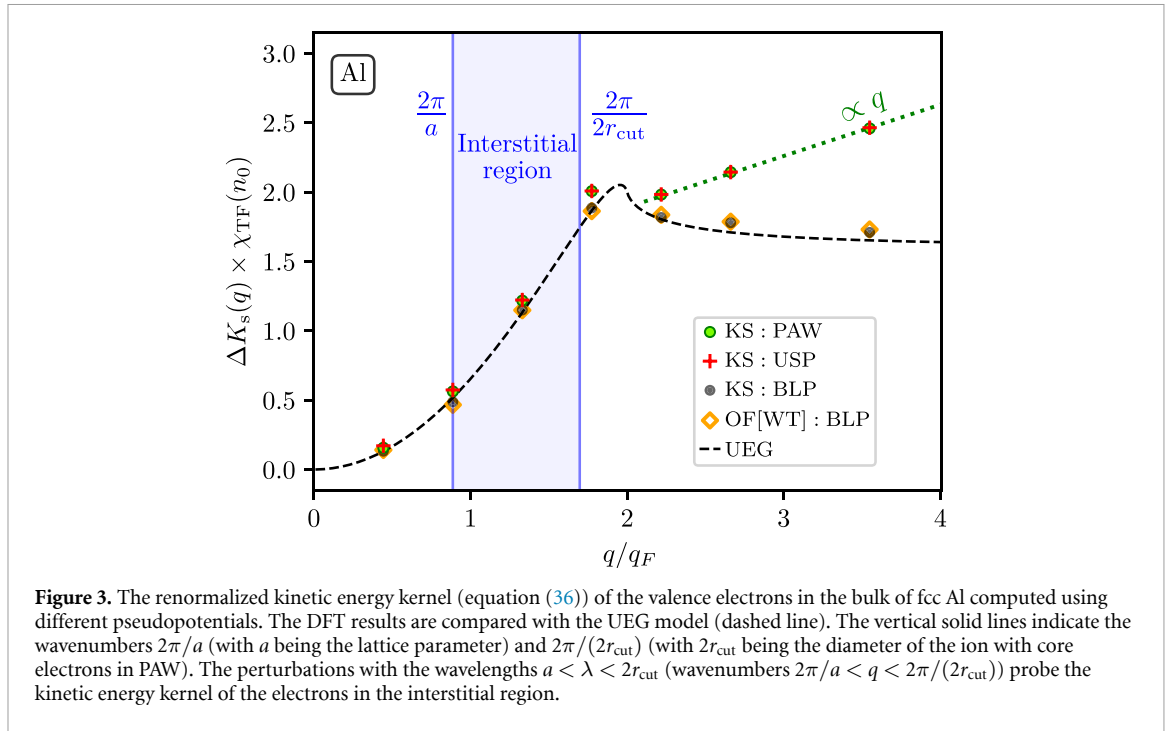 Al
3.0
2.5
2.0
1.5
1.0
0.5
0.0
ΔK_s(q) × χ_TF(n_0)
2π/a
Interstitial
region
2π/2r_cut
∝ q
KS : PAW
KS : USP
KS : BLP
OF[WT] : BLP
UEG
0 1 2 3 4
q/q_F
Figure 3. The renormalized kinetic energy kernel (equation (36)) of the valence electrons in the bulk of fcc Al computed using
different pseudopotentials. The DFT results are compared with the UEG model (dashed line). The vertical solid lines indicate the
wavenumbers 2π/a (with a being the lattice parameter) and 2π/(2r_cut) (with 2r_cut being the diameter of the ion with core
electrons in PAW). The perturbations with the wavelengths a < λ < 2r_cut (wavenumbers 2π/a < q < 2π/(2r_cut)) probe the
kinetic energy kernel of the electrons in the interstitial region.